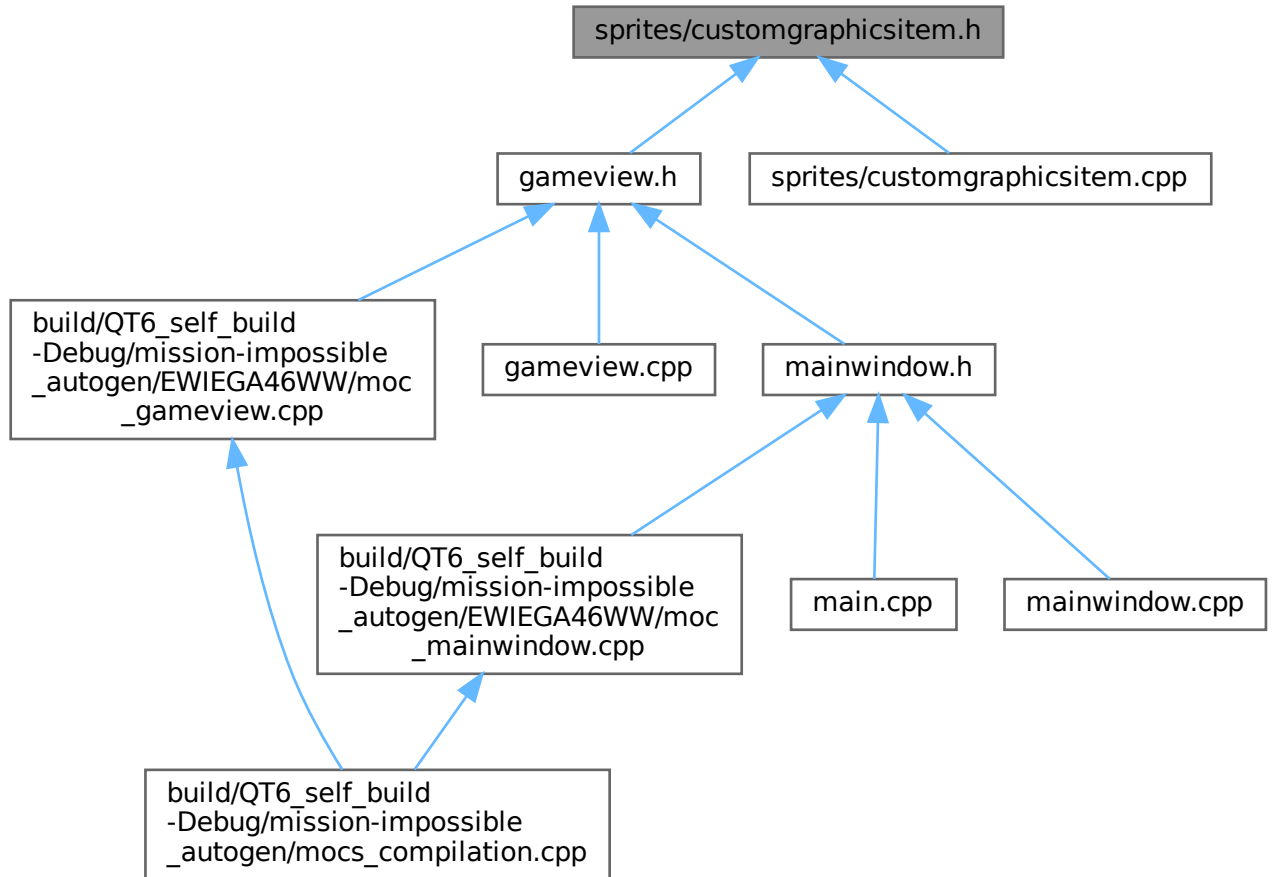 sprites/customgraphicsitem.h
gameview.h
sprites/customgraphicsitem.cpp
build/QT6_self_build
-Debug/mission-impossible
_autogen/EWIEGA46WW/moc
_gameview.cpp
gameview.cpp
mainwindow.h
build/QT6_self_build
-Debug/mission-impossible
_autogen/EWIEGA46WW/moc
_mainwindow.cpp
main.cpp
mainwindow.cpp
build/QT6_self_build
-Debug/mission-impossible
_autogen/mocs_compilation.cpp